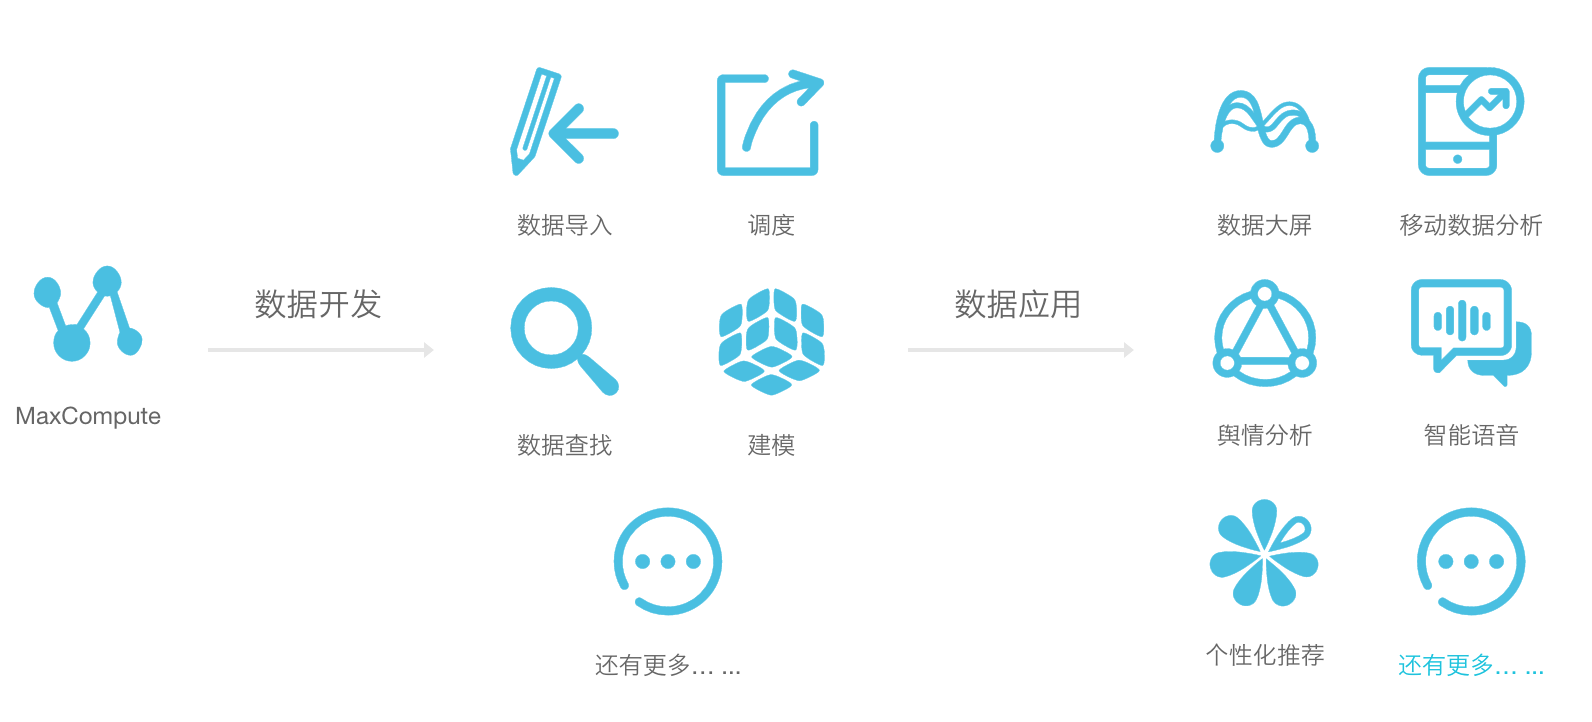 MaxCompute
数据开发
数据导入
调度
数据查找
建模
还有更多... ...
数据应用
数据大屏
移动数据分析
舆情分析
智能语音
个性化推荐
还有更多... ...